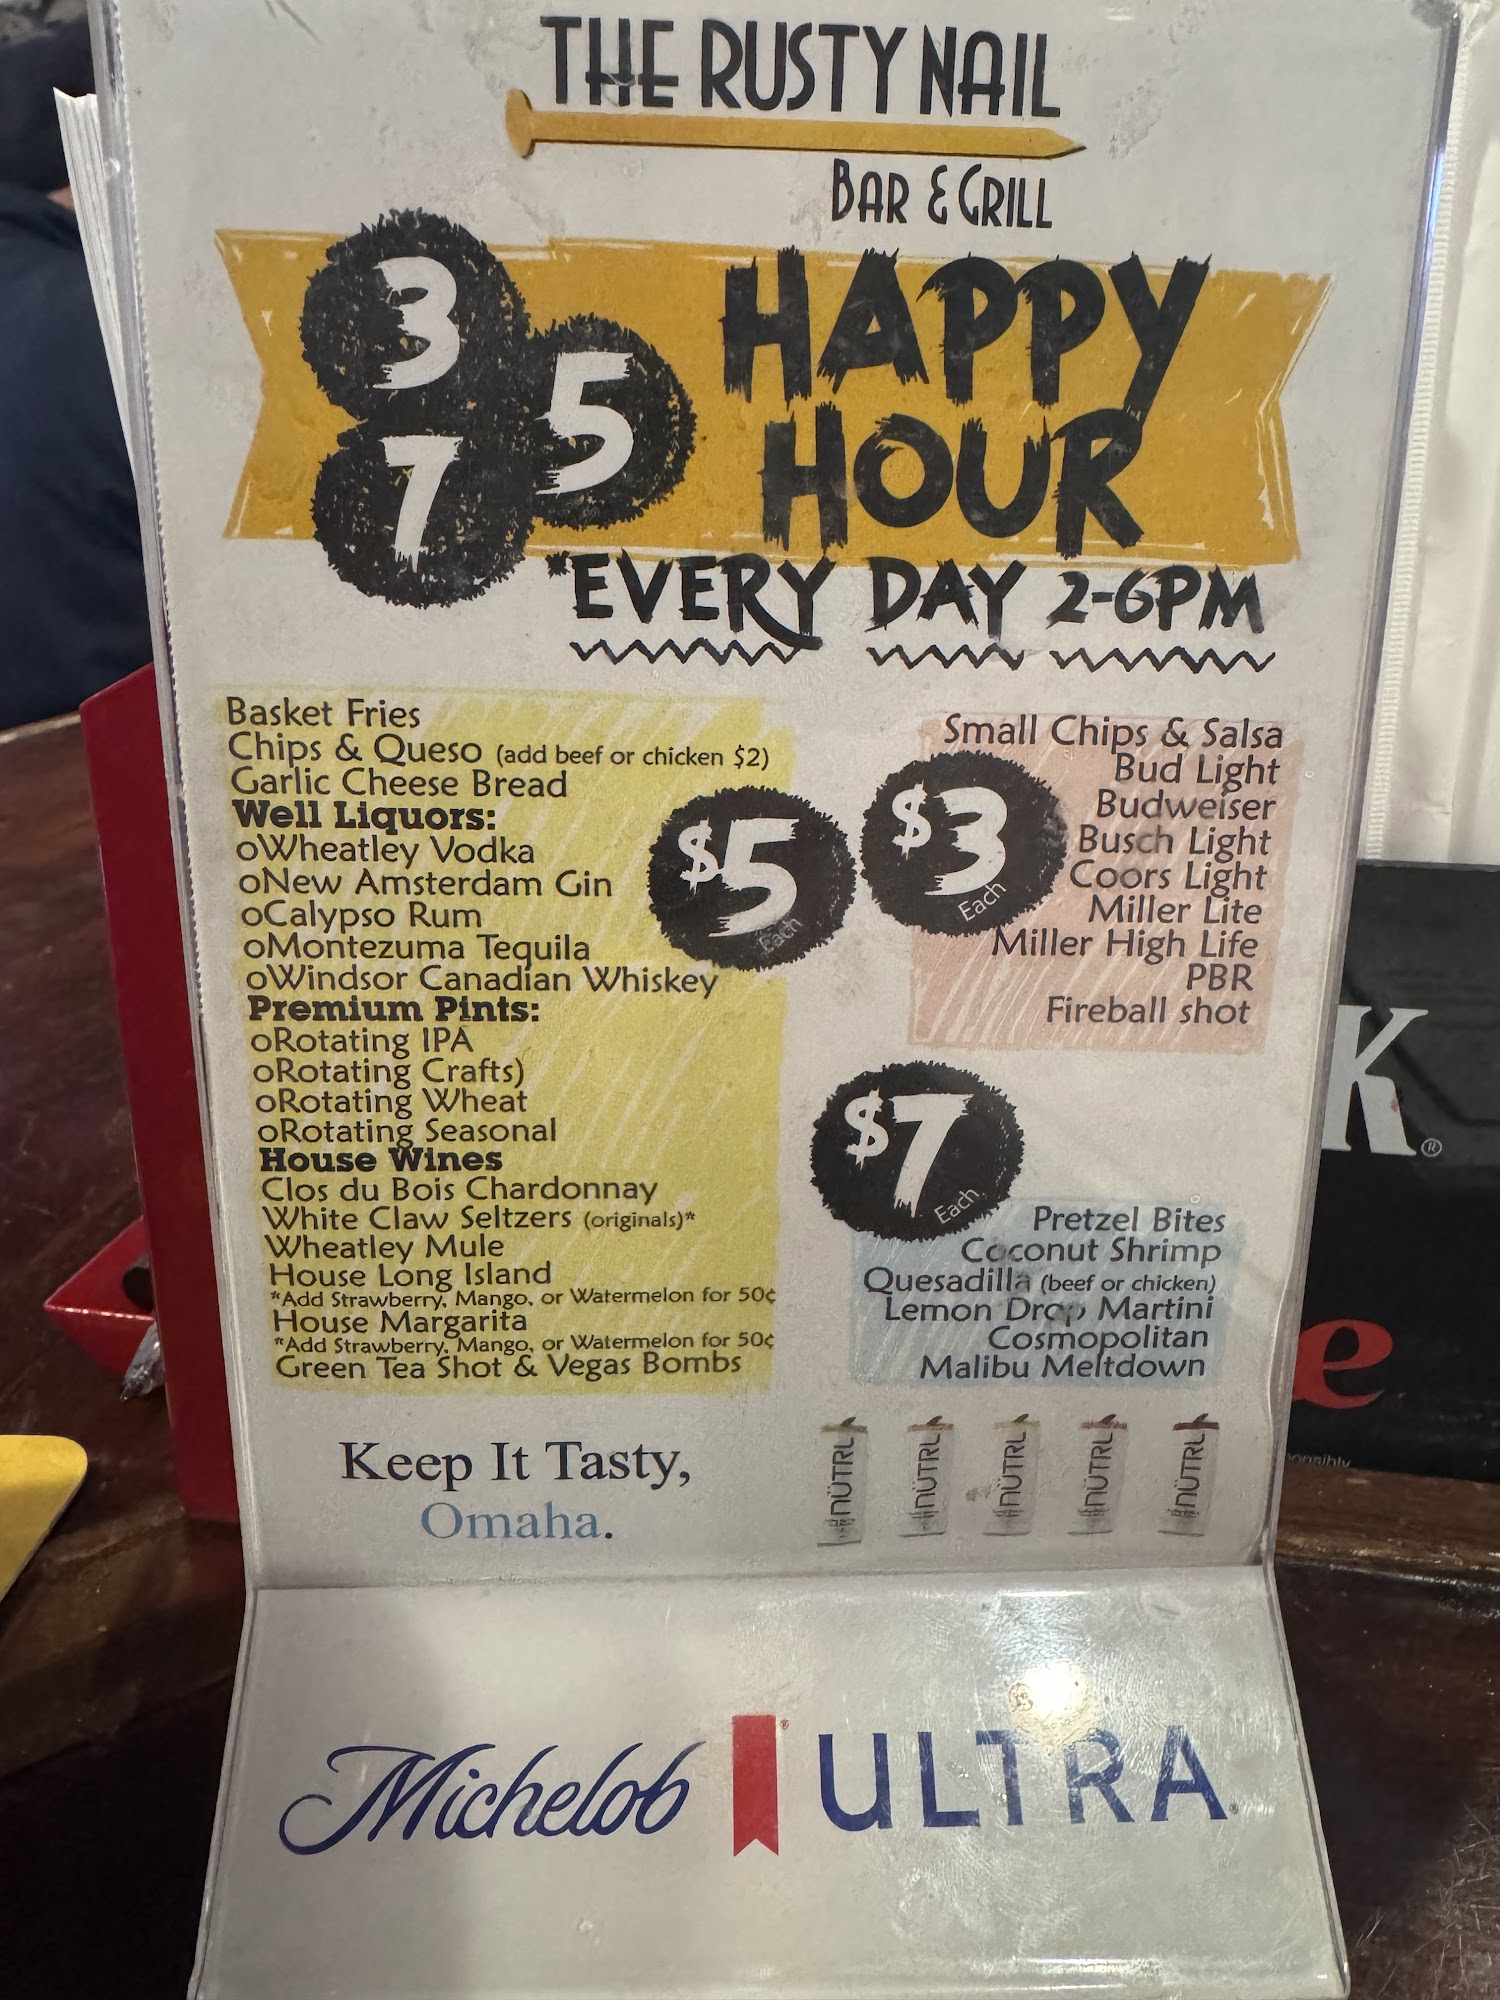 THE RUSTY NAIL
BAR & GRILL
3
5
7
HAPPY
HOUR
*EVERY DAY 2-6PM
Basket Fries
Chips & Queso (add beef or chicken $2)
Garlic Cheese Bread
Well Liquors:
oWheatley Vodka
oNew Amsterdam Gin
oCalypso Rum
oMontezuma Tequila
oWindsor Canadian Whiskey
Premium Pints:
oRotating IPA
oRotating Crafts)
oRotating Wheat
oRotating Seasonal
House Wines
Clos du Bois Chardonnay
White Claw Seltzers (originals)*
Wheatley Mule
House Long Island
*Add Strawberry, Mango, or Watermelon for 50¢
House Margarita
*Add Strawberry, Mango, or Watermelon for 50¢
Green Tea Shot & Vegas Bombs
$5
Each
$3
Each
Small Chips & Salsa
Bud Light
Budweiser
Busch Light
Coors Light
Miller Lite
Miller High Life
PBR
Fireball shot
$7
Each
Pretzel Bites
Coconut Shrimp
Quesadilla (beef or chicken)
Lemon Drop Martini
Cosmopolitan
Malibu Meltdown
Keep It Tasty,
Omaha.
NÜTRL
NÜTRL
NÜTRL
NÜTRL
NÜTRL
Michelob ULTRA
K®
e